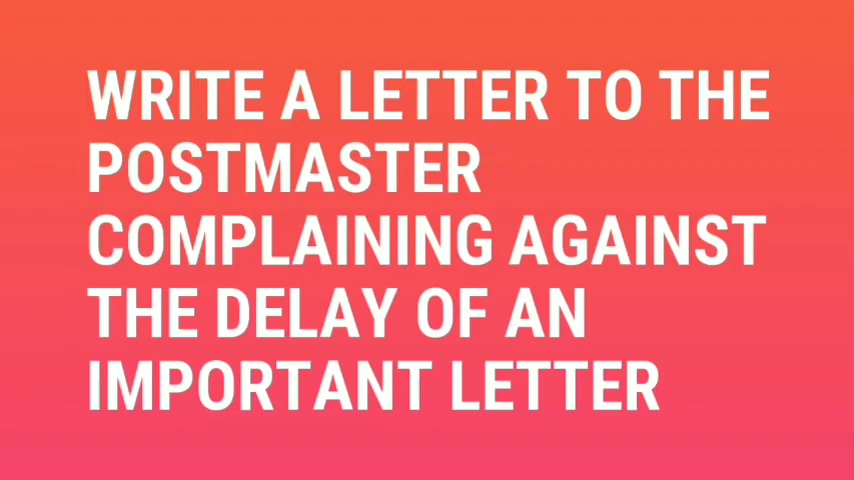 WRITE A LETTER TO THE
POSTMASTER
COMPLAINING AGAINST
THE DELAY OF AN
IMPORTANT LETTER